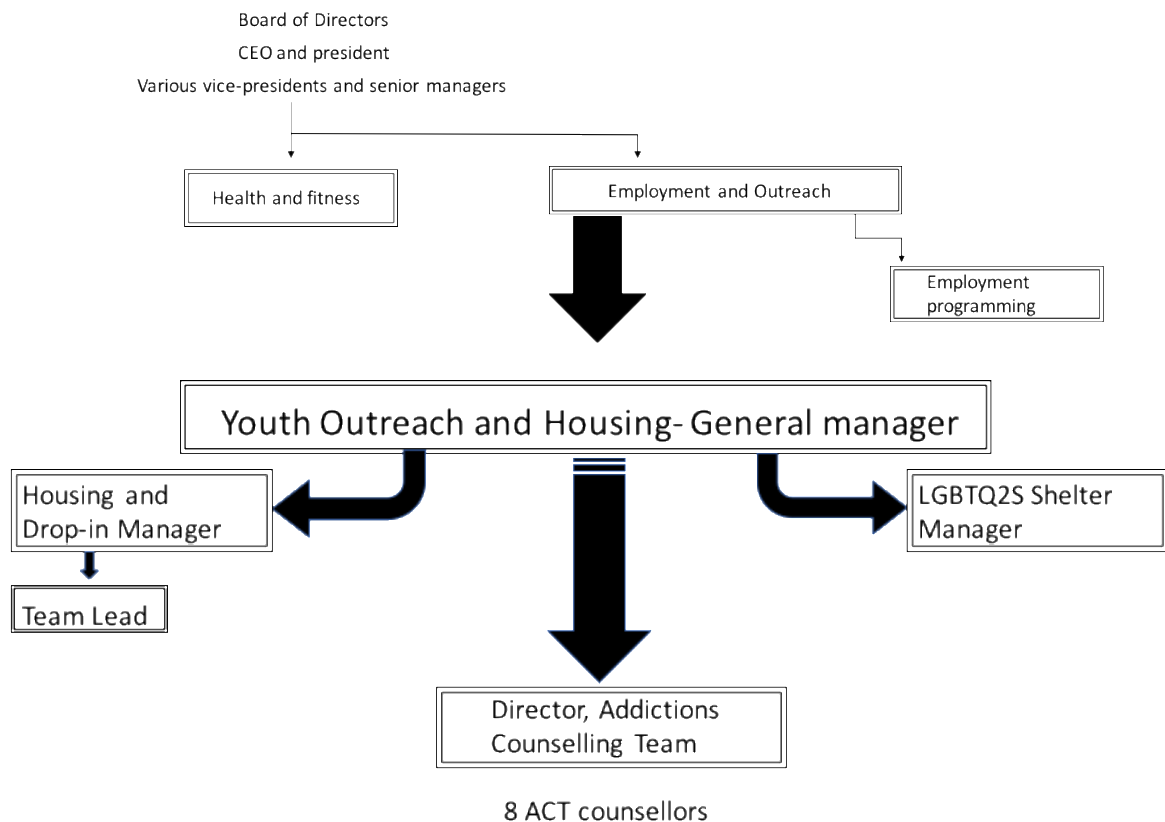 Board of Directors
CEO and president
Various vice-presidents and senior managers
Health and fitness
Employment and Outreach
Employment
programming
Youth Outreach and Housing- General manager
Housing and
Drop-in Manager
LGBTQ2S Shelter
Manager
Team Lead
Director, Addictions
Counselling Team
8 ACT counsellors